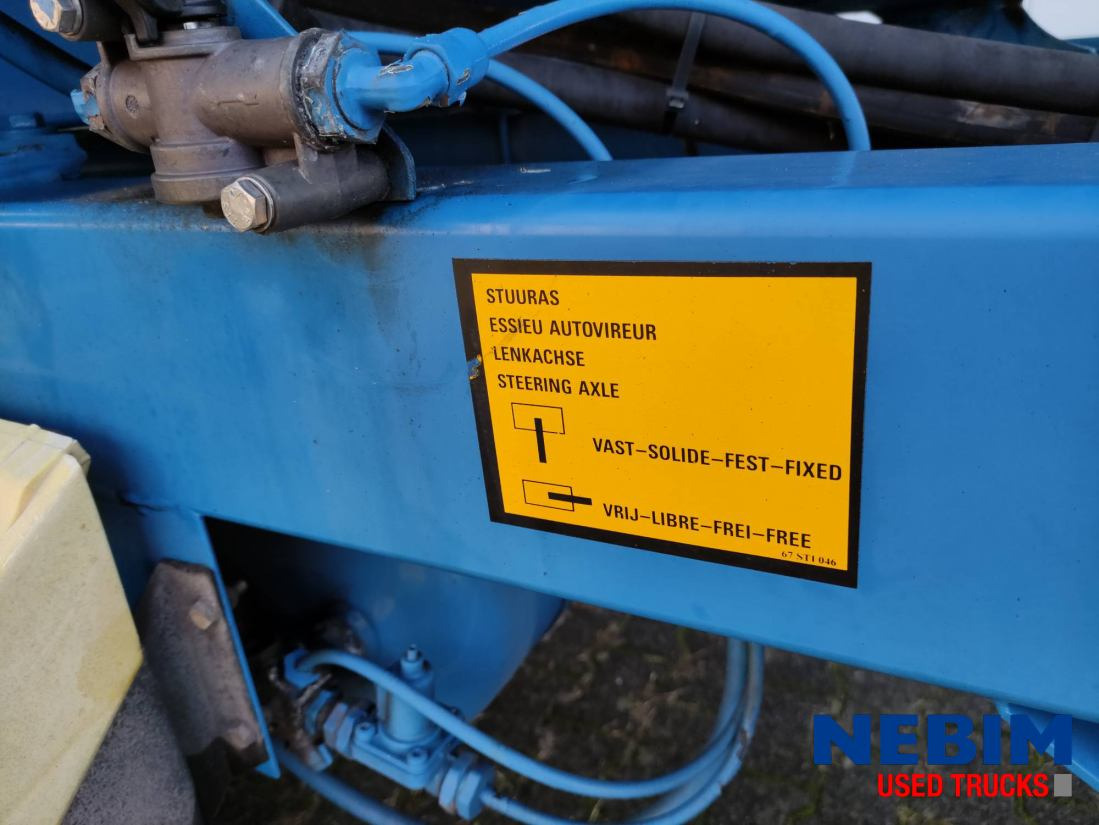 STUURAS
ESSIEU AUTOVIREUR
LENKACHSE
STEERING AXLE
VAST-SOLIDE-FEST-FIXED
VRIJ-LIBRE-FREI-FREE
67 STI 046
NEBIM
USED TRUCKS